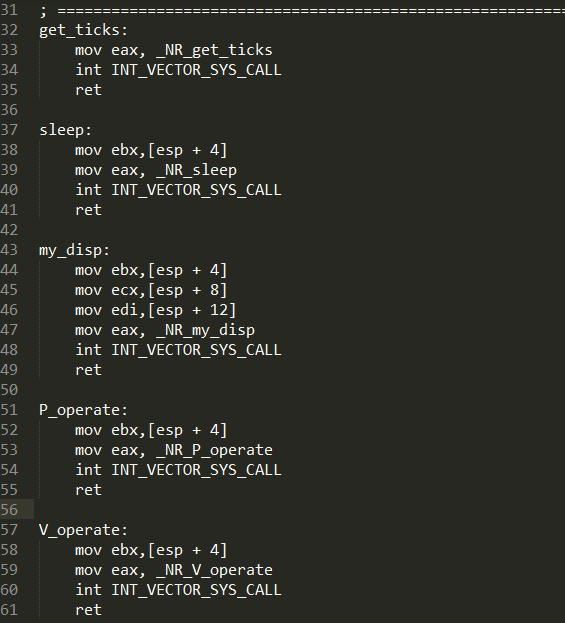 31 ; ========================================================
32 get_ticks:
33     mov eax, _NR_get_ticks
34     int INT_VECTOR_SYS_CALL
35     ret
36
37 sleep:
38     mov ebx,[esp + 4]
39     mov eax, _NR_sleep
40     int INT_VECTOR_SYS_CALL
41     ret
42
43 my_disp:
44     mov ebx,[esp + 4]
45     mov ecx,[esp + 8]
46     mov edi,[esp + 12]
47     mov eax, _NR_my_disp
48     int INT_VECTOR_SYS_CALL
49     ret
50
51 P_operate:
52     mov ebx,[esp + 4]
53     mov eax, _NR_P_operate
54     int INT_VECTOR_SYS_CALL
55     ret
56
57 V_operate:
58     mov ebx,[esp + 4]
59     mov eax, _NR_V_operate
60     int INT_VECTOR_SYS_CALL
61     ret